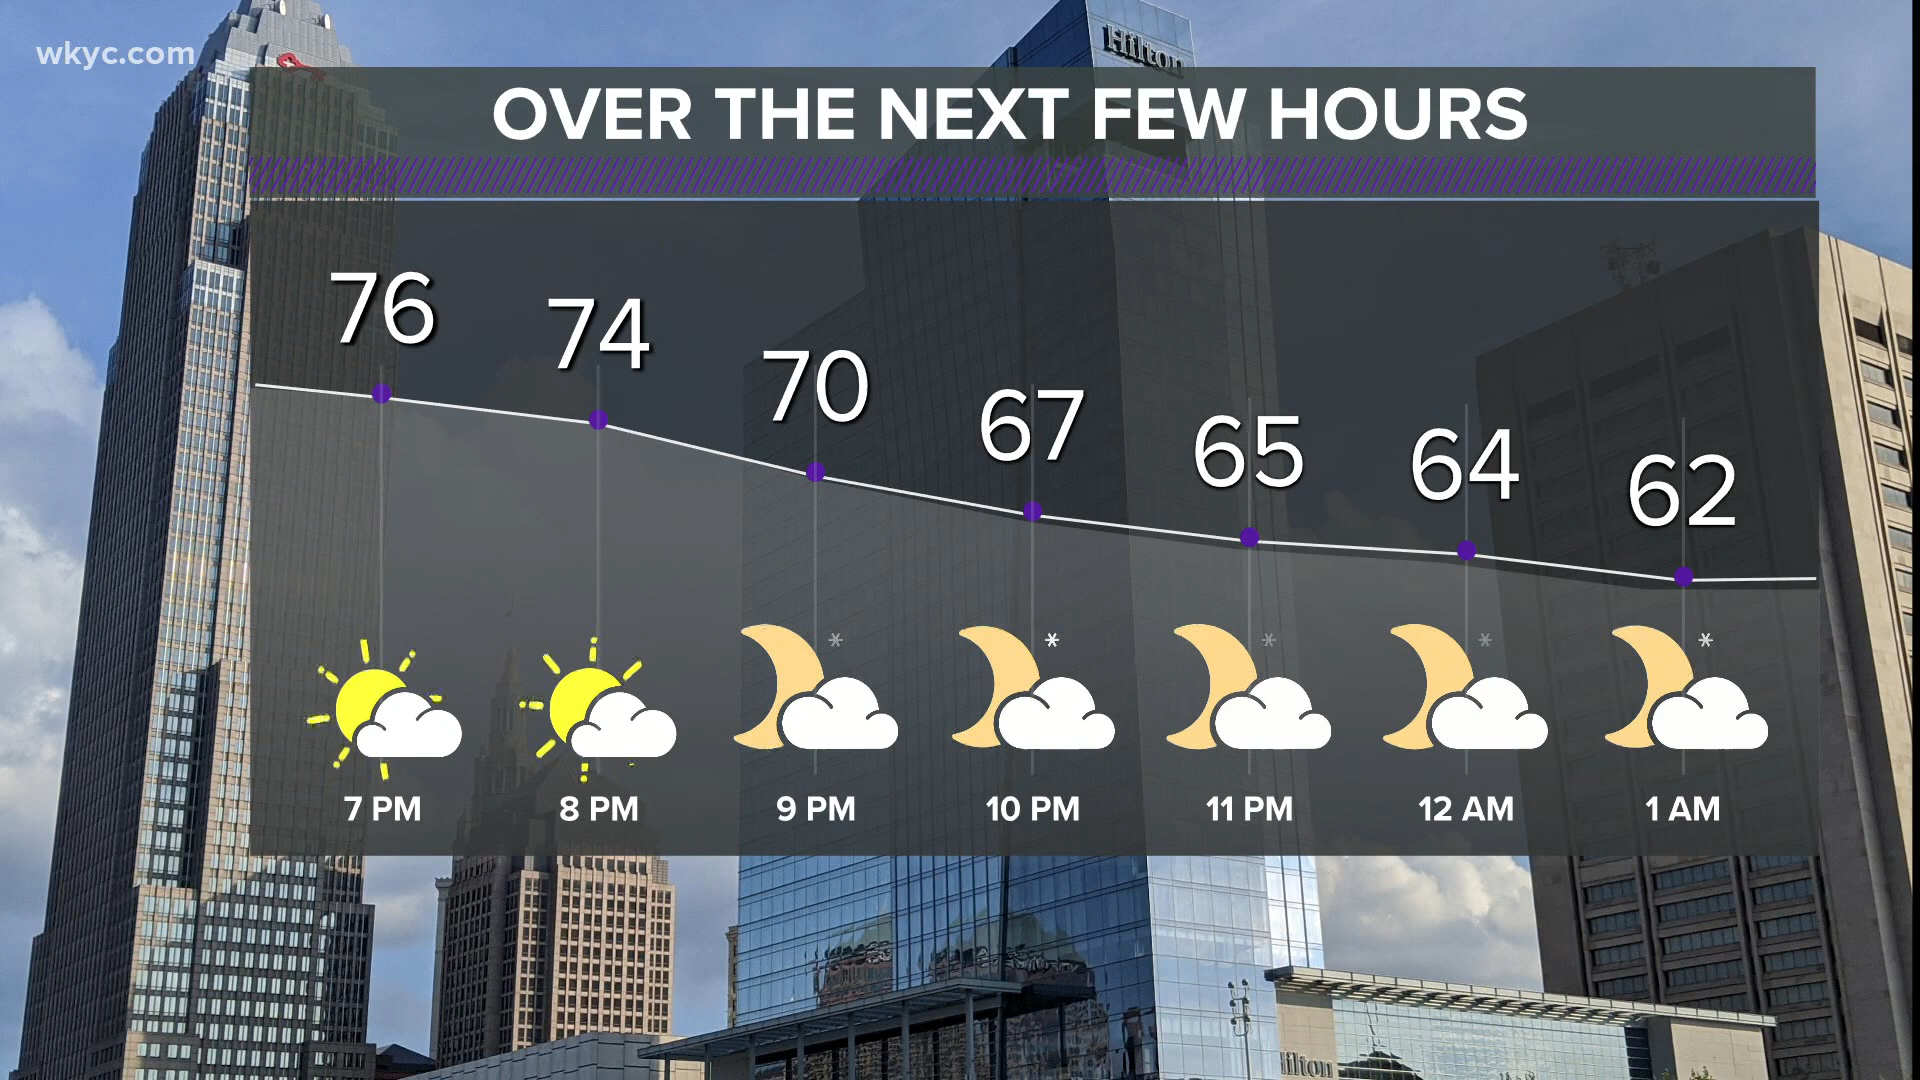 wkyc.com
Hilton
OVER THE NEXT FEW HOURS
76 74 70 67 65 64 62
7 PM 8 PM 9 PM 10 PM 11 PM 12 AM 1 AM
Hilton